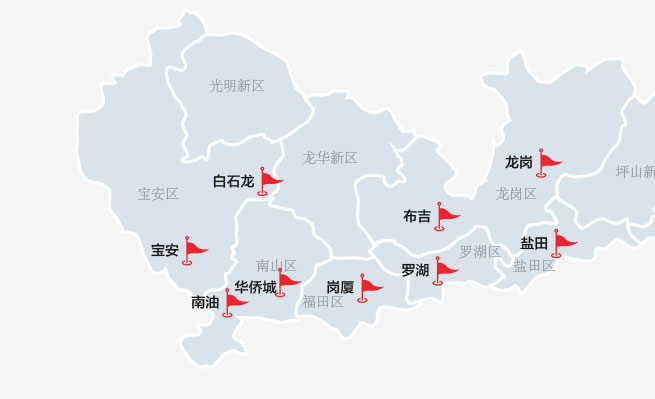 光明新区
龙华新区
龙岗
坪山新
白石龙
宝安区
龙岗区
布吉
宝安
盐田
罗湖区
南山区
罗湖
盐田区
华侨城
岗厦
南油
福田区